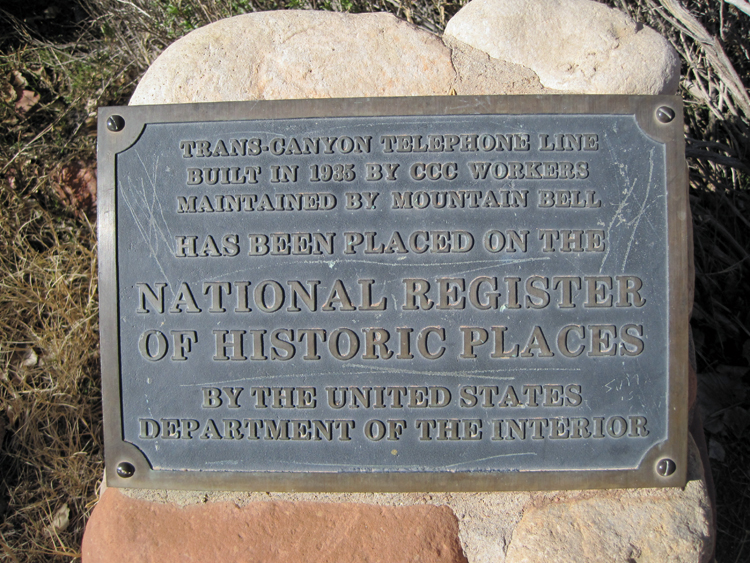 TRANS-CANYON TELEPHONE LINE
BUILT IN 1935 BY CCC WORKERS
MAINTAINED BY MOUNTAIN BELL
HAS BEEN PLACED ON THE
NATIONAL REGISTER
OF HISTORIC PLACES
BY THE UNITED STATES
DEPARTMENT OF THE INTERIOR